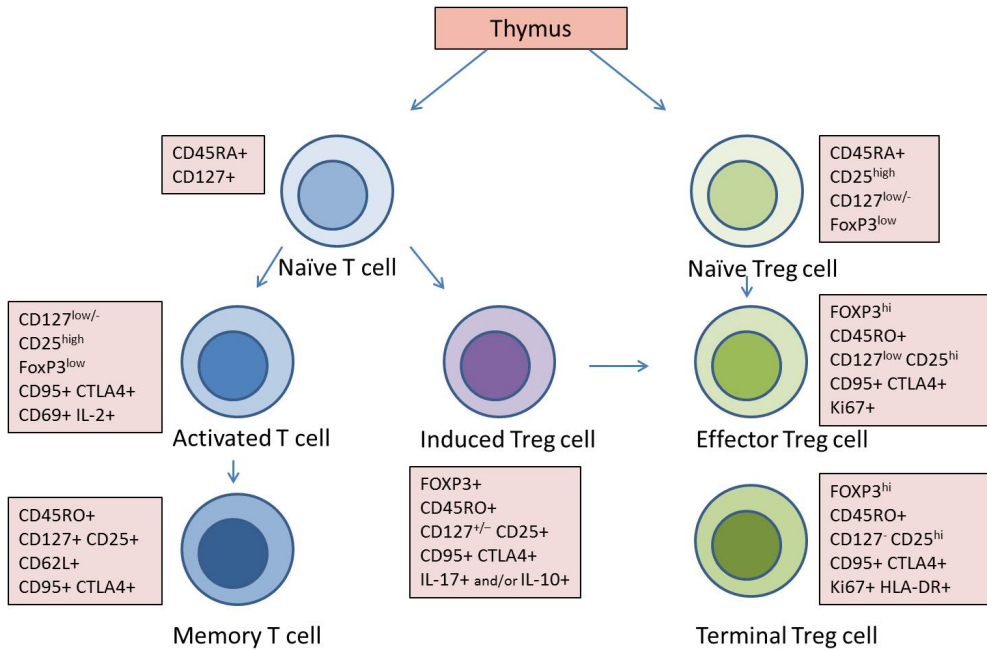 Thymus
CD45RA+
CD127+
Naïve T cell
CD45RA+
CD25high
CD127low/-
FoxP3low
Naïve Treg cell
CD127low/-
CD25high
FoxP3low
CD95+ CTLA4+
CD69+ IL-2+
Activated T cell
Induced Treg cell
FOXP3hi
CD45RO+
CD127low CD25hi
CD95+ CTLA4+
Ki67+
Effector Treg cell
CD45RO+
CD127+ CD25+
CD62L+
CD95+ CTLA4+
Memory T cell
FOXP3+
CD45RO+
CD127+/– CD25+
CD95+ CTLA4+
IL-17+ and/or IL-10+
FOXP3hi
CD45RO+
CD127- CD25hi
CD95+ CTLA4+
Ki67+ HLA-DR+
Terminal Treg cell